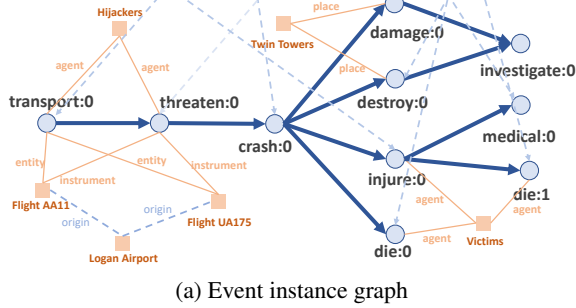 Hijackers
place
Twin Towers
damage:0
agent
agent
place
investigate:0
transport:0
threaten:0
destroy:0
crash:0
medical:0
entity
entity
instrument
instrument
injure:0
die:1
Flight AA11
origin
origin
Flight UA175
agent
Logan Airport
die:0
agent
Victims
(a) Event instance graph